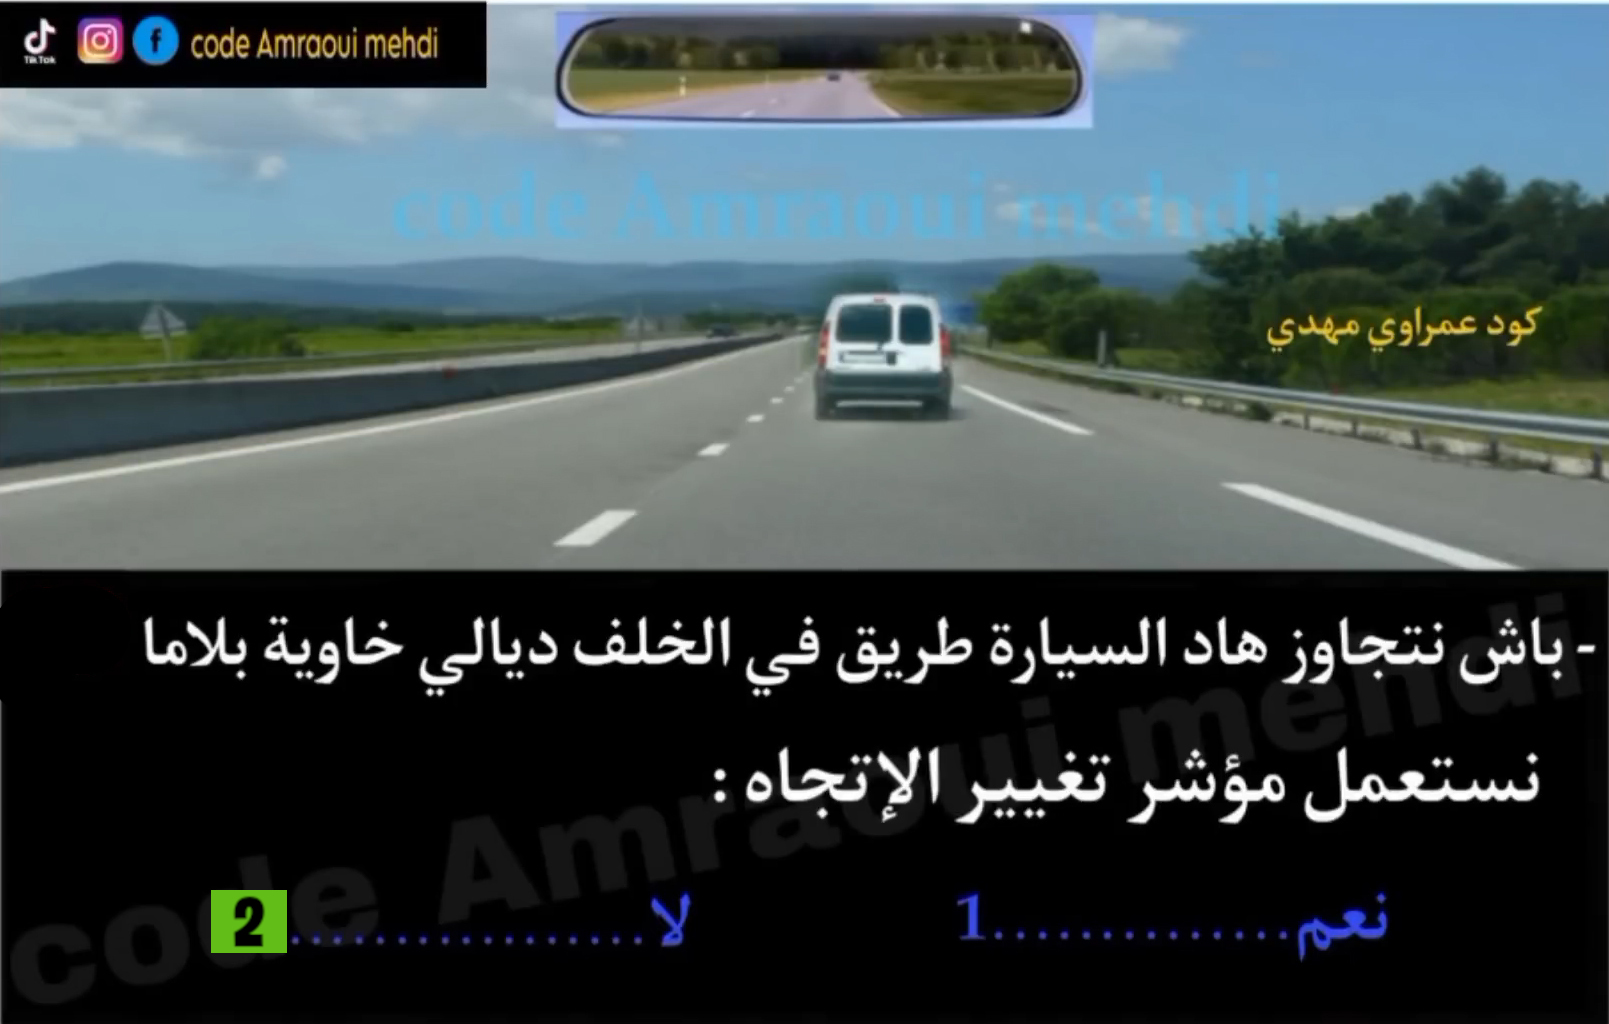 TikTok
code Amraoui mehdi
code Amraoui mehdi
كود عمراوي مهدي
- باش نتجاوز هاد السيارة طريق في الخلف ديالي خاوية بلاما
نستعمل مؤشر تغيير الإتجاه :
نعم..............1
لا.................2
code Amraoui mehdi